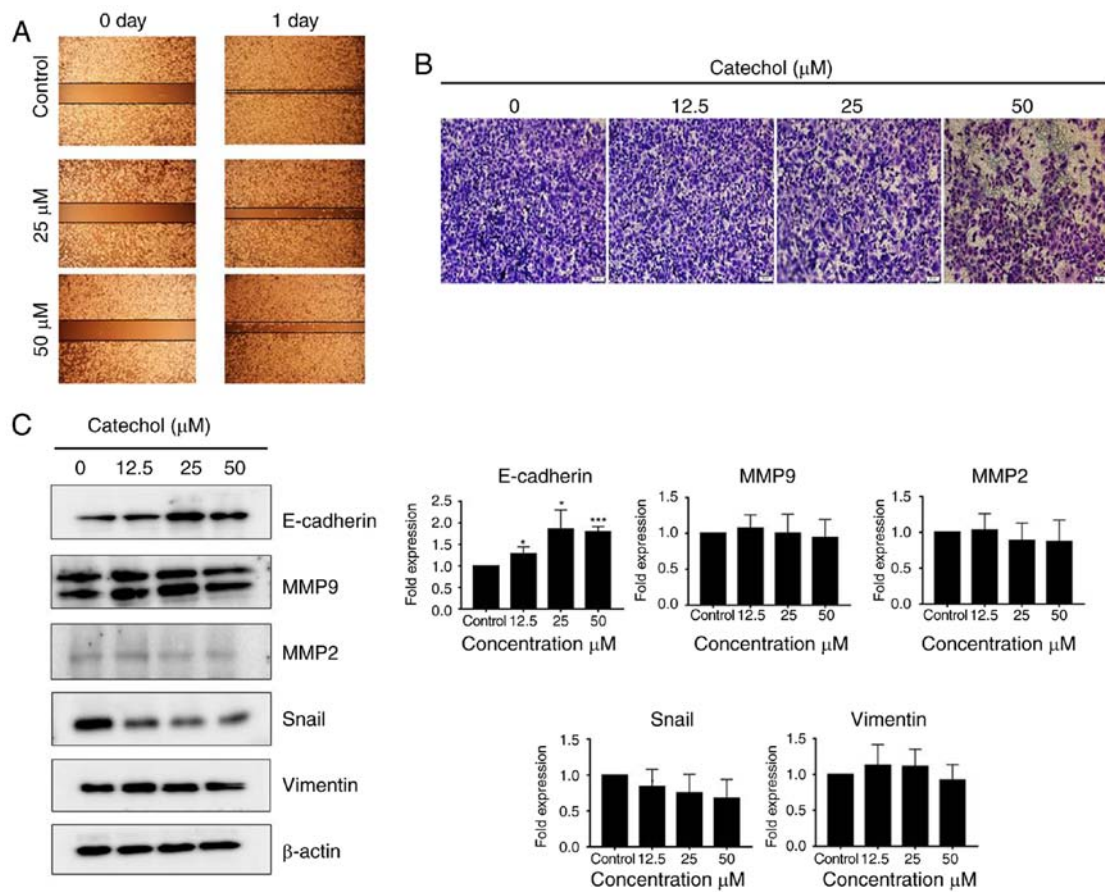 A
0 day 1 day
Control
25 μM
50 μM
B
Catechol (μM)
0 12.5 25 50
C
Catechol (μM)
0 12.5 25 50
E-cadherin
MMP9
MMP2
Snail
Vimentin
β-actin
E-cadherin
Fold expression
2.5
2.0
1.5
1.0
0.5
0.0
* * ***
Control 12.5 25 50
Concentration μM
MMP9
Fold expression
1.5
1.0
0.5
0.0
Control 12.5 25 50
Concentration μM
MMP2
Fold expression
1.5
1.0
0.5
0.0
Control 12.5 25 50
Concentration μM
Snail
Fold expression
1.5
1.0
0.5
0.0
Control 12.5 25 50
Concentration μM
Vimentin
Fold expression
1.5
1.0
0.5
0.0
Control 12.5 25 50
Concentration μM